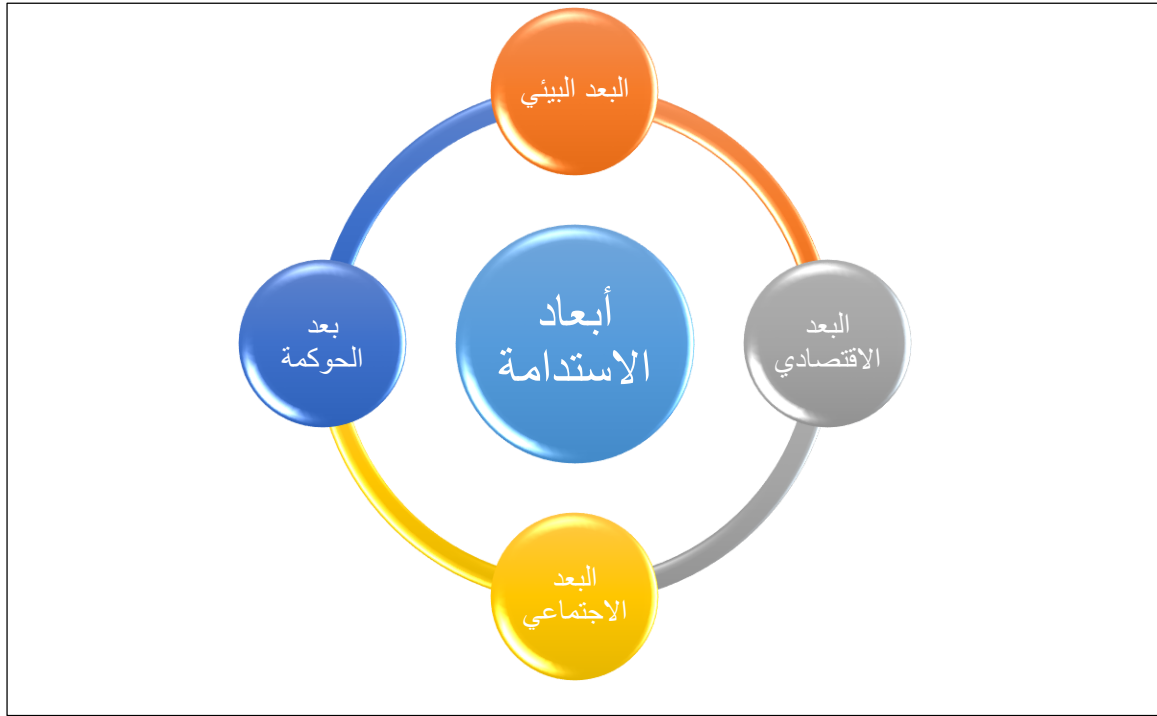 البعد البيئي
أبعاد
الاستدامة
البعد
الاقتصادي
البعد
الاجتماعي
بعد
الحوكمة